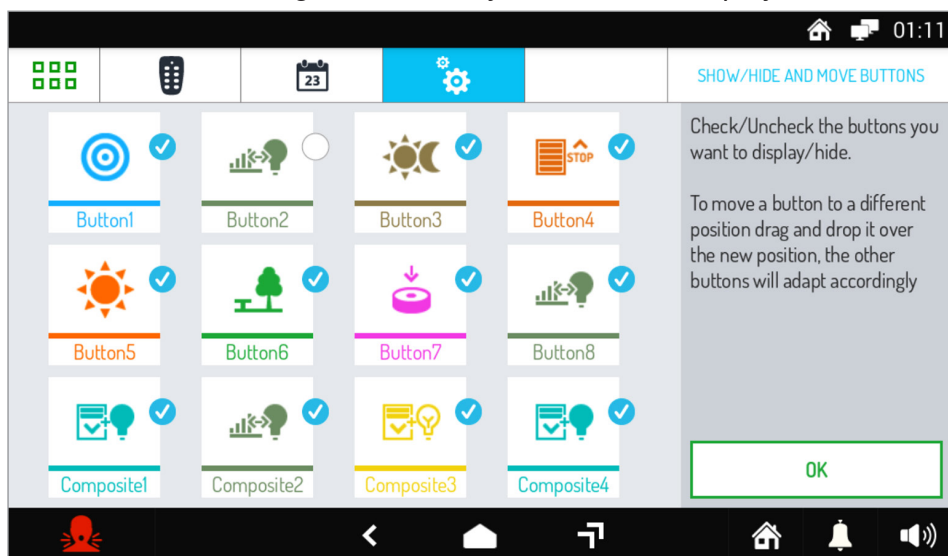 01:11
23
SHOW/HIDE AND MOVE BUTTONS
STOP
Button1
Button2
Button3
Button4
Button5
Button6
Button7
Button8
Composite1
Composite2
Composite3
Composite4
Check/Uncheck the buttons you
want to display/hide.
To move a button to a different
position drag and drop it over
the new position, the other
buttons will adapt accordingly
OK